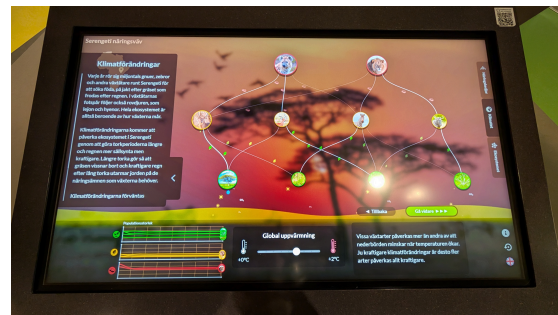 Serengeti näringsväv
Klimatförändringar
Varje år rör sig miljontals gnuer, zebror
och andra växtätare runt Serengeti för
att söka föda, på jakt efter gräset som
frodas efter regnen. I växtätarnas
fotspår följer också rovdjuren, som
lejon och hyenor. Hela ekosystemet är
alltså beroende av hur växterna mår.
Klimatförändringarna kommer att
påverka ekosystemet i Serengeti
genom att göra torkperioderna längre
och regnen mer sällsynta men
kraftigare. Längre torka gör så att
gräsen vissnar bort och kraftigare regn
efter lång torka utarmar jorden på de
näringsämnen som växterna behöver.
Klimatförändringarna förväntas
Tillbaka
Gå vidare
Global uppvärmning
+0°C
+2°C
Vissa växtarter påverkas mer än andra av att
nederbörden minskar när temperaturen ökar.
Ju kraftigare klimatförändringar är desto fler
arter påverkas allt kraftigare.